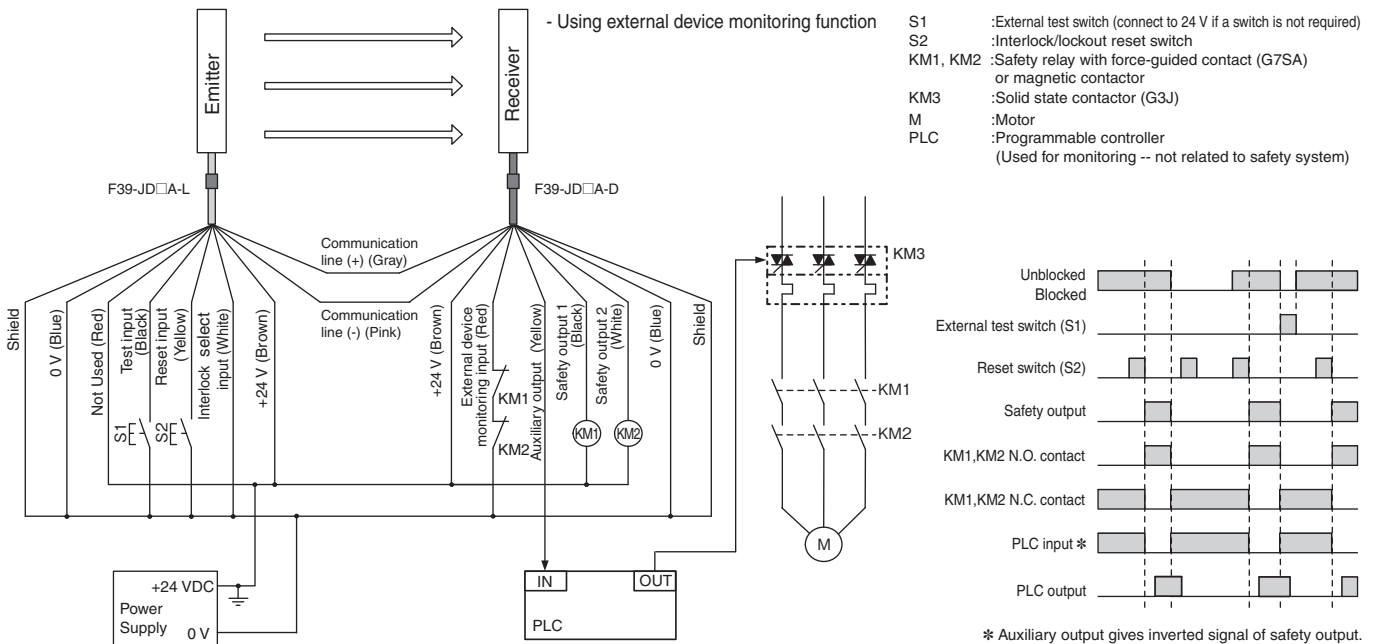 - Using external device monitoring function
S1 :External test switch (connect to 24 V if a switch is not required)
S2 :Interlock/lockout reset switch
KM1, KM2 :Safety relay with force-guided contact (G7SA)
or magnetic contactor
KM3 :Solid state contactor (G3J)
M :Motor
PLC :Programmable controller
(Used for monitoring -- not related to safety system)
Emitter
Receiver
F39-JD□A-L
F39-JD□A-D
Communication
line (+) (Gray)
Communication
line (-) (Pink)
Shield
0 V (Blue)
Not Used (Red)
Test input
(Black)
Reset input
(Yellow)
Interlock select
input (White)
+24 V (Brown)
+24 V (Brown)
External device
monitoring input (Red)
Auxiliary output (Yellow)
Safety output 1
(Black)
Safety output 2
(White)
0 V (Blue)
Shield
S1
S2
KM1
KM2
KM1
KM2
+24 VDC
Power
Supply
0 V
IN
OUT
PLC
KM3
KM1
KM2
M
Unblocked
Blocked
External test switch (S1)
Reset switch (S2)
Safety output
KM1,KM2 N.O. contact
KM1,KM2 N.C. contact
PLC input ✻
PLC output
✻ Auxiliary output gives inverted signal of safety output.